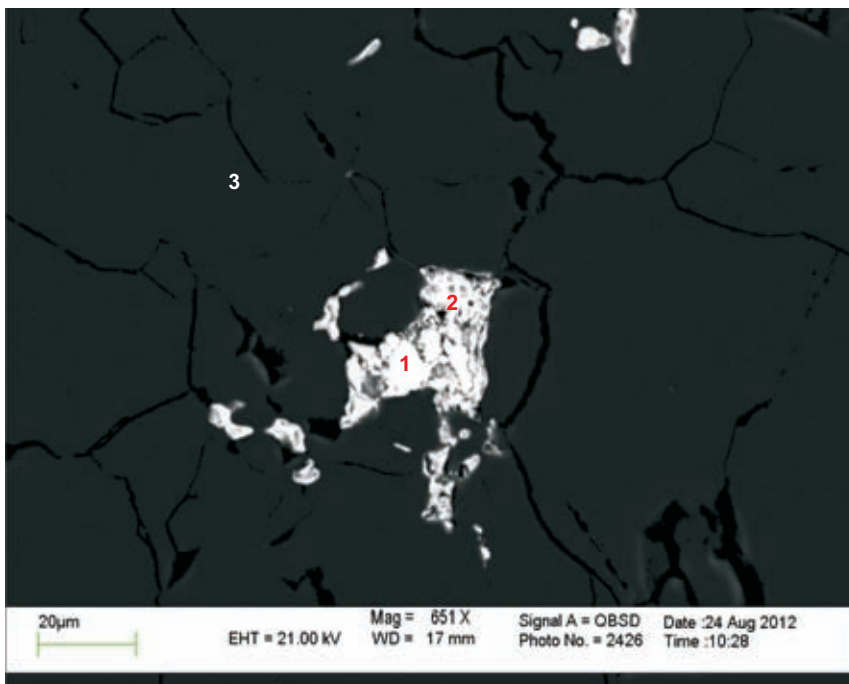 3
2
1
20µm
EHT = 21.00 kV
Mag = 651 X
WD = 17 mm
Signal A = QBSD
Photo No. = 2426
Date :24 Aug 2012
Time :10:28